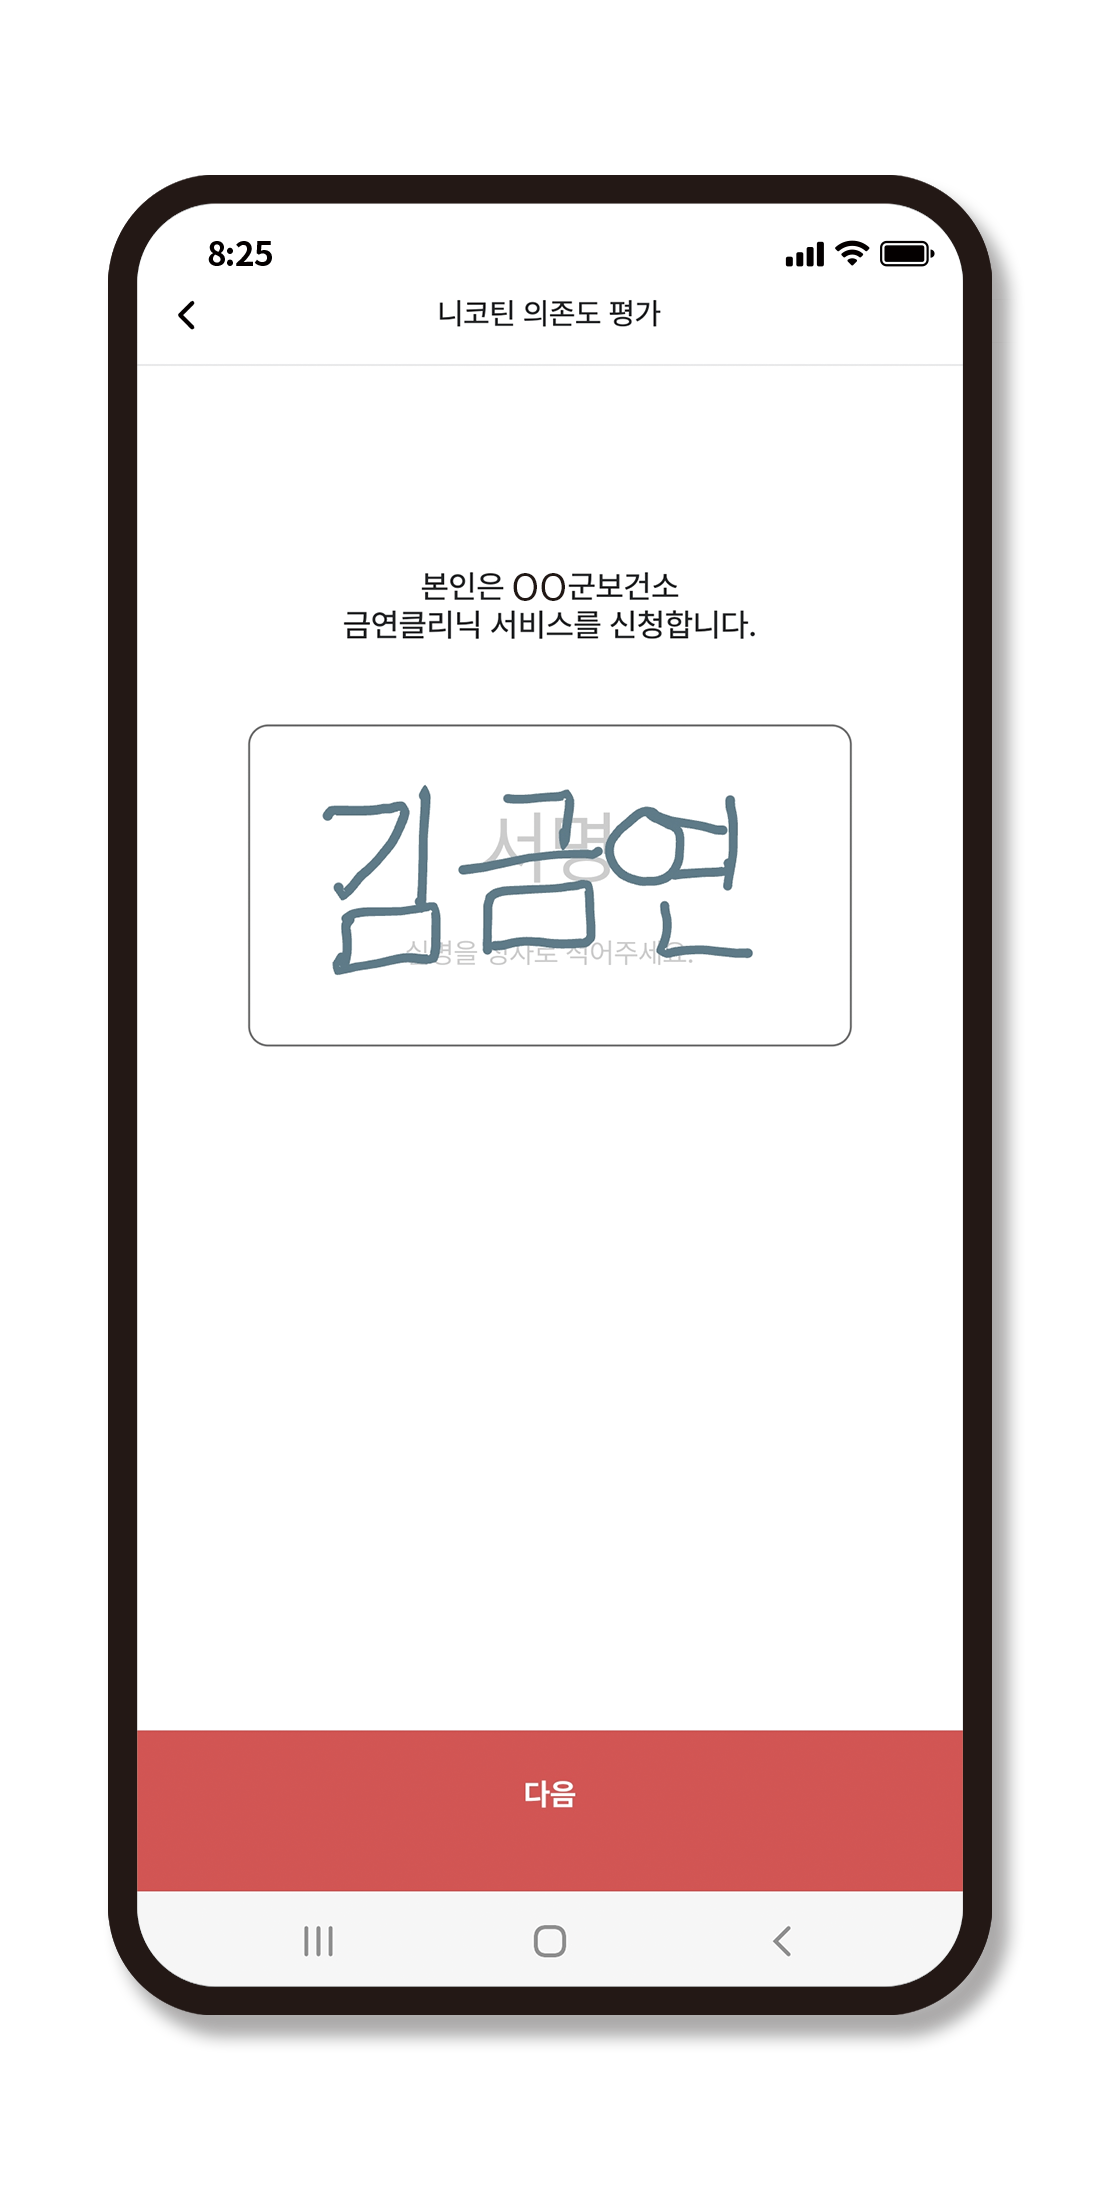 8:25
니코틴 의존도 평가
본인은 OO군보건소
금연클리닉 서비스를 신청합니다.
서명
김금연
실명을 정자로 적어주세요.
다음